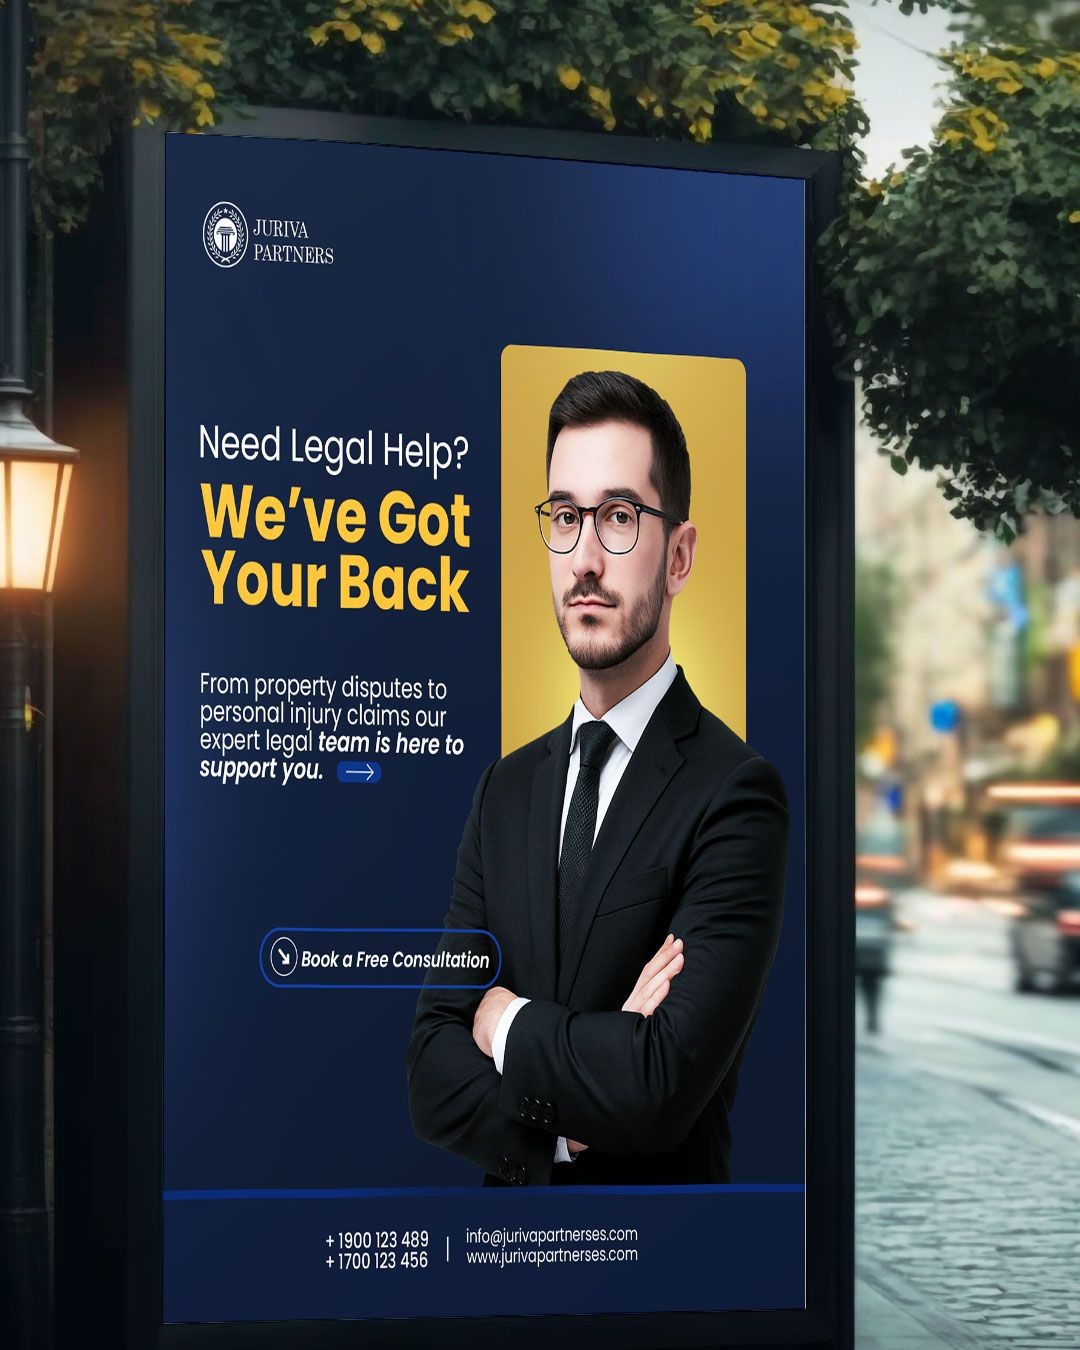 JURIVA
PARTNERS
Need Legal Help?
We've Got
Your Back
From property disputes to
personal injury claims our
expert legal team is here to
support you.
Book a Free Consultation
+ 1900 123 489
+ 1700 123 456
info@jurivapartnerses.com
www.jurivapartnerses.com